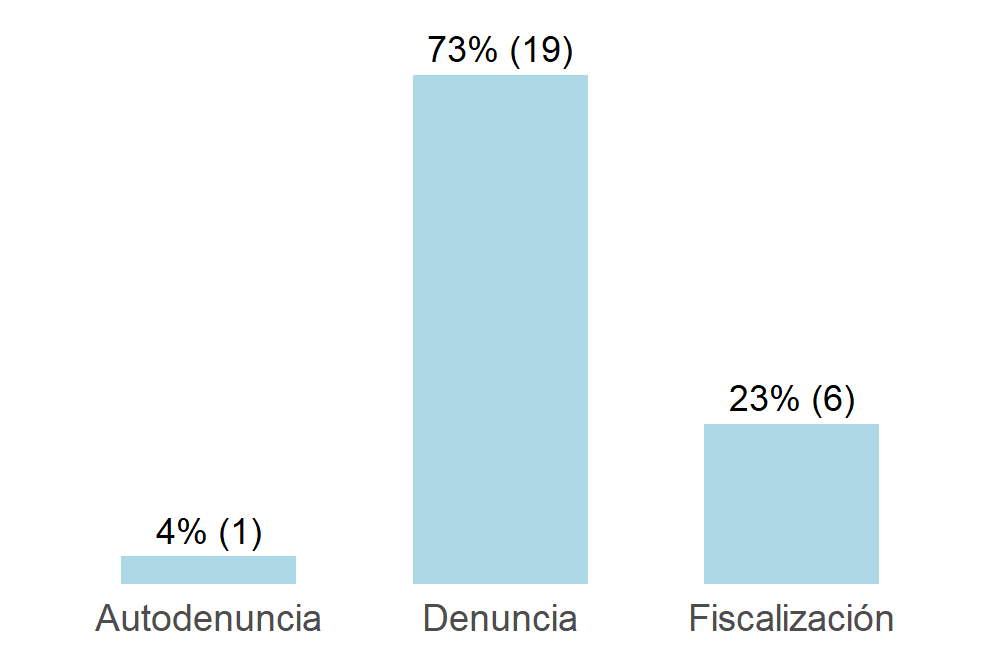 73% (19)
23% (6)
4% (1)
Autodenuncia
Denuncia
Fiscalización